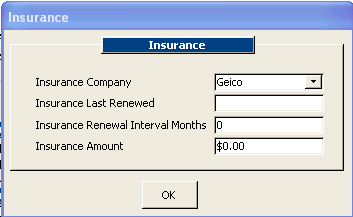 Insurance
Insurance
Insurance Company Geico
Insurance Last Renewed
Insurance Renewal Interval Months 0
Insurance Amount $0.00
OK